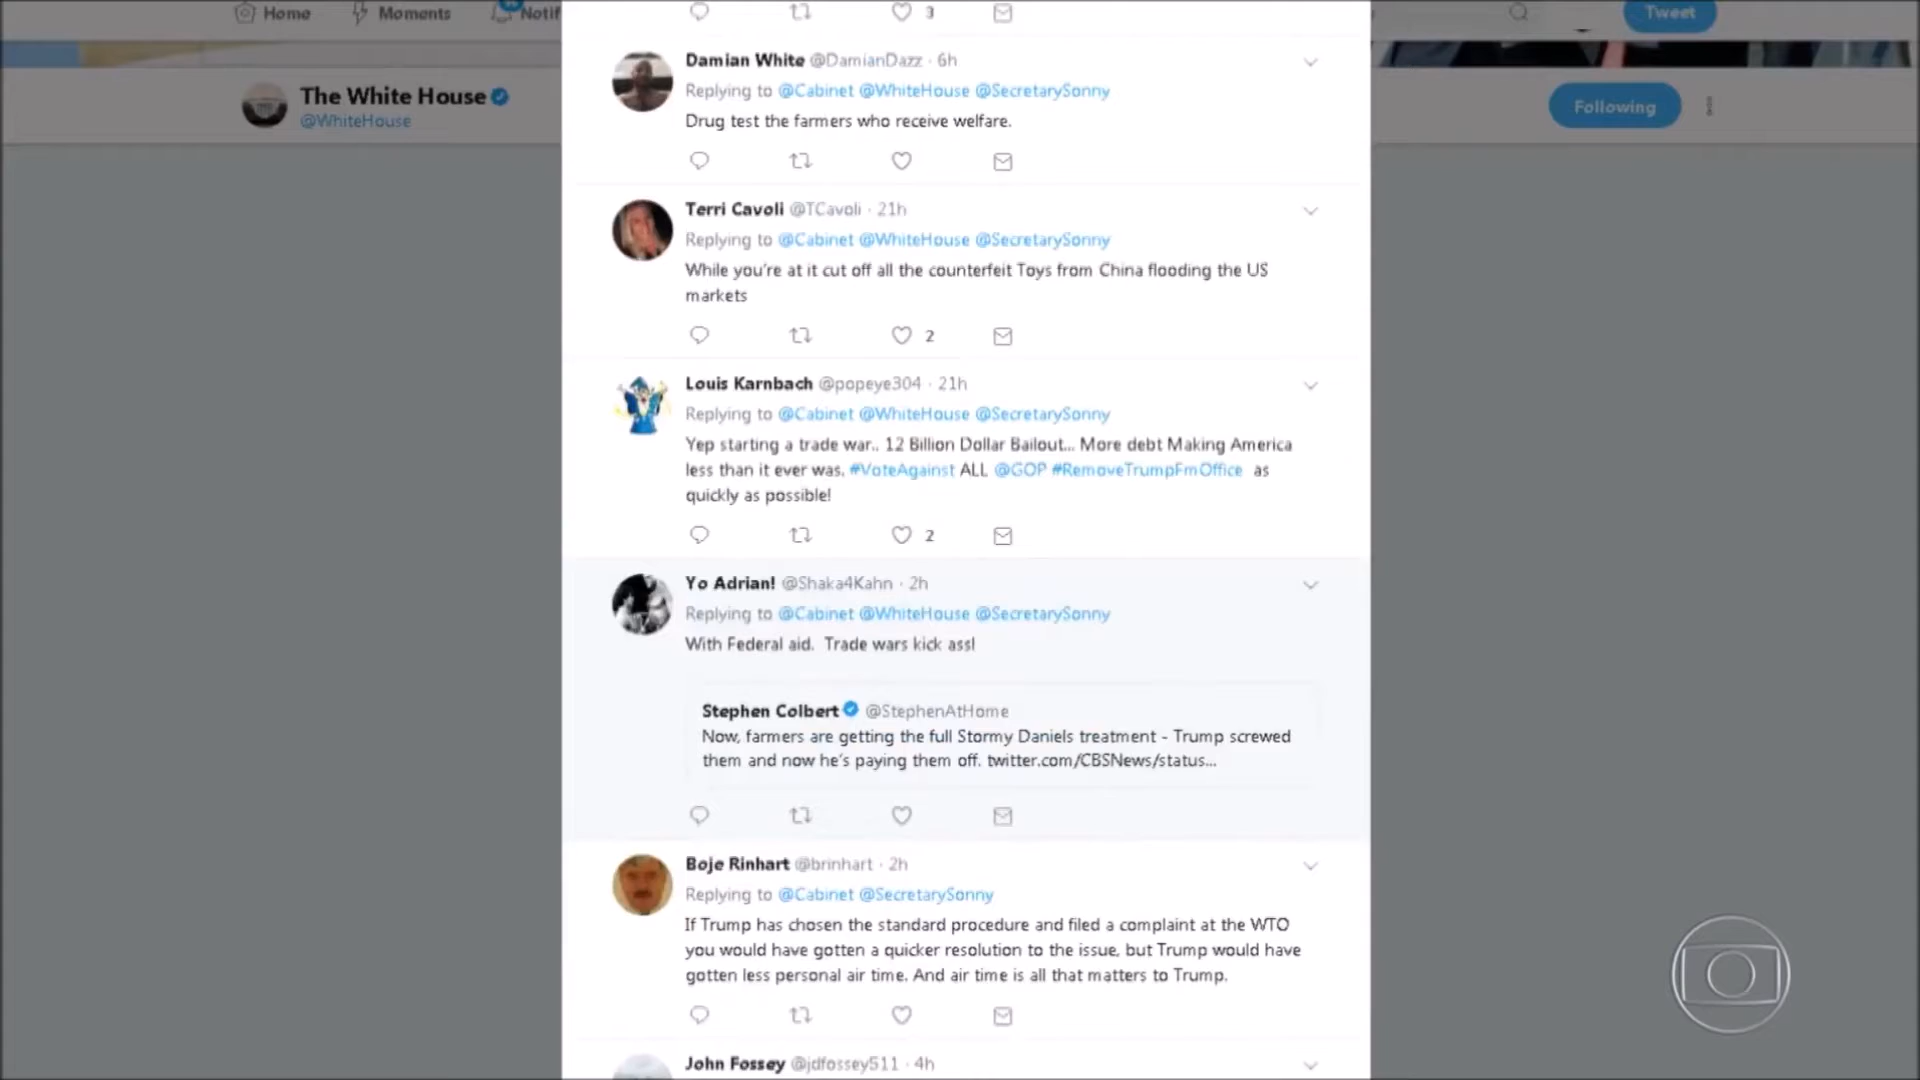 Home
Moments
Notif
Tweet
The White House
@WhiteHouse
Following
3
Damian White @DamianDazz · 6h
Replying to @Cabinet @WhiteHouse @SecretarySonny
Drug test the farmers who receive welfare.
Terri Cavoli @TCavoli · 21h
Replying to @Cabinet @WhiteHouse @SecretarySonny
While you're at it cut off all the counterfeit Toys from China flooding the US
markets
2
Louis Karnbach @popeye304 · 21h
Replying to @Cabinet @WhiteHouse @SecretarySonny
Yep starting a trade war.. 12 Billion Dollar Bailout... More debt Making America
less than it ever was. #VoteAgainst ALL @GOP #RemoveTrumpFmOffice as
quickly as possible!
2
Yo Adrian! @Shaka4Kahn · 2h
Replying to @Cabinet @WhiteHouse @SecretarySonny
With Federal aid. Trade wars kick ass!
Stephen Colbert @StephenAtHome
Now, farmers are getting the full Stormy Daniels treatment - Trump screwed
them and now he's paying them off. twitter.com/CBSNews/status...
Boje Rinhart @brinhart · 2h
Replying to @Cabinet @SecretarySonny
If Trump has chosen the standard procedure and filed a complaint at the WTO
you would have gotten a quicker resolution to the issue, but Trump would have
gotten less personal air time. And air time is all that matters to Trump.
John Fossey @jdfossey511 · 4h